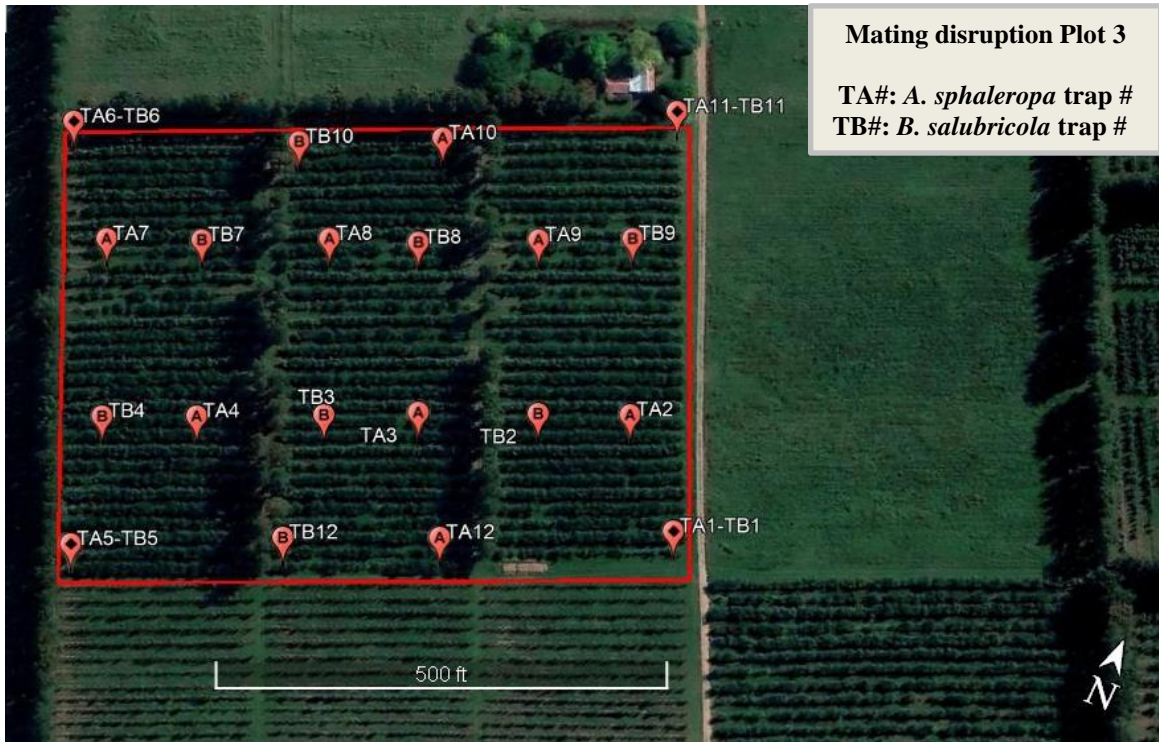 Mating disruption Plot 3
TA#: A. sphaleropa trap #
TB#: B. salubricola trap #
TA6-TB6
TA11-TB11
B TB10
A TA10
A TA7
B TB7
A TA8
B TB8
A TA9
B TB9
B TB4
A TA4
TB3
B
A
TA3
B
TB2
A TA2
TA5-TB5
B TB12
A TA12
TA1-TB1
500 ft
N